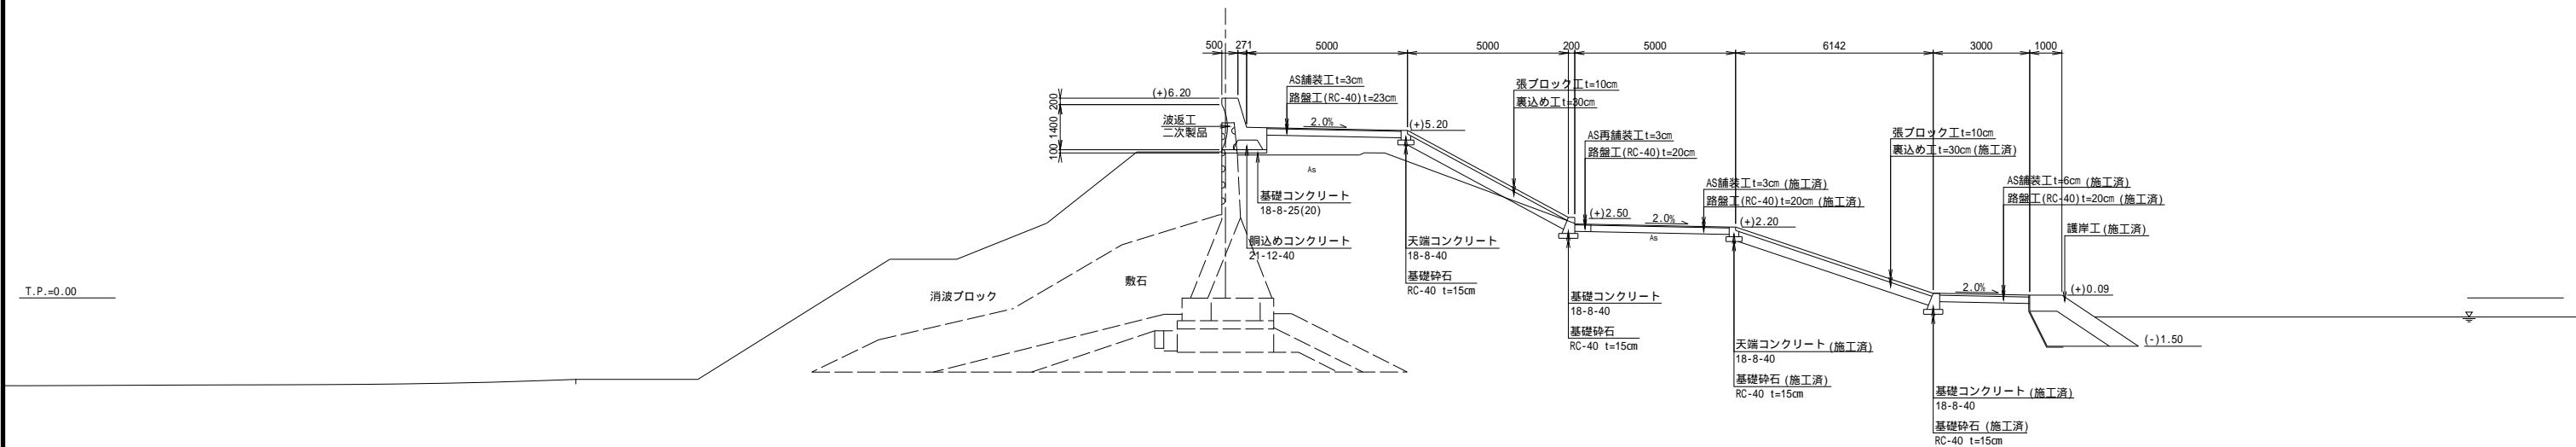 500 271 5000 5000 200 5000 6142 3000 1000
200
1400
100
(+)6.20
波返工
二次製品
AS舗装工t=3cm
路盤工(RC-40)t=23cm
2.0%
(+)5.20
As
基礎コンクリート
18-8-25(20)
胴込めコンクリート
21-12-40
天端コンクリート
18-8-40
基礎砕石
RC-40 t=15cm
張ブロック工t=10cm
裏込め工t=30cm
AS再舗装工t=3cm
路盤工(RC-40)t=20cm
(+)2.50
2.0%
As
AS舗装工t=3cm (施工済)
路盤工(RC-40)t=20cm (施工済)
(+)2.20
基礎コンクリート
18-8-40
基礎砕石
RC-40 t=15cm
天端コンクリート (施工済)
18-8-40
基礎砕石 (施工済)
RC-40 t=15cm
張ブロック工t=10cm
裏込め工t=30cm (施工済)
AS舗装工t=6cm (施工済)
路盤工(RC-40)t=20cm (施工済)
護岸工 (施工済)
2.0%
(+)0.09
(-)1.50
基礎コンクリート (施工済)
18-8-40
基礎砕石 (施工済)
RC-40 t=15cm
T.P.=0.00
消波ブロック
敷石